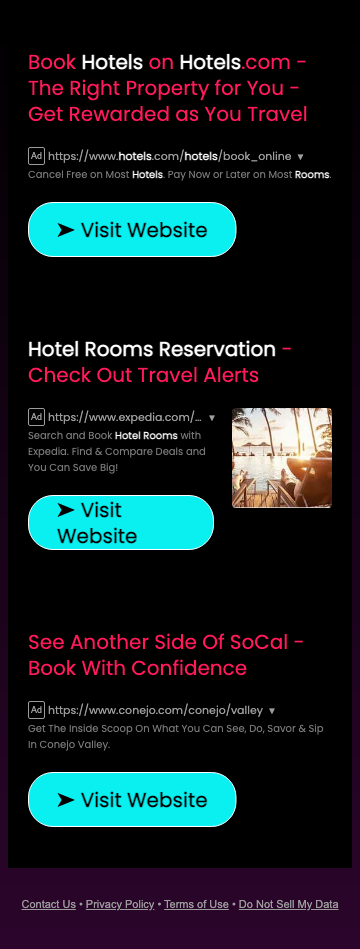 Book Hotels on Hotels.com -
The Right Property for You -
Get Rewarded as You Travel
Ad https://www.hotels.com/hotels/book_online ▼
Cancel Free on Most Hotels. Pay Now or Later on Most Rooms.
➤ Visit Website
Hotel Rooms Reservation -
Check Out Travel Alerts
Ad https://www.expedia.com/... ▼
Search and Book Hotel Rooms with
Expedia. Find & Compare Deals and
You Can Save Big!
➤ Visit
Website
See Another Side Of SoCal -
Book With Confidence
Ad https://www.conejo.com/conejo/valley ▼
Get The Inside Scoop On What You Can See, Do, Savor & Sip
In Conejo Valley.
➤ Visit Website
Contact Us • Privacy Policy • Terms of Use • Do Not Sell My Data